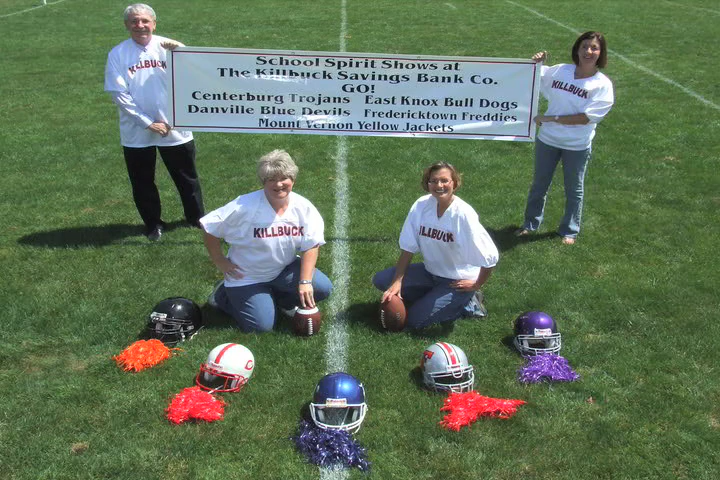 School Spirit Shows at
The Killbuck Savings Bank Co.
GO!
Centerburg Trojans East Knox Bull Dogs
Danville Blue Devils Fredericktown Freddies
Mount Vernon Yellow Jackets
KILLBUCK
KILLBUCK
KILLBUCK
KILLBUCK
C